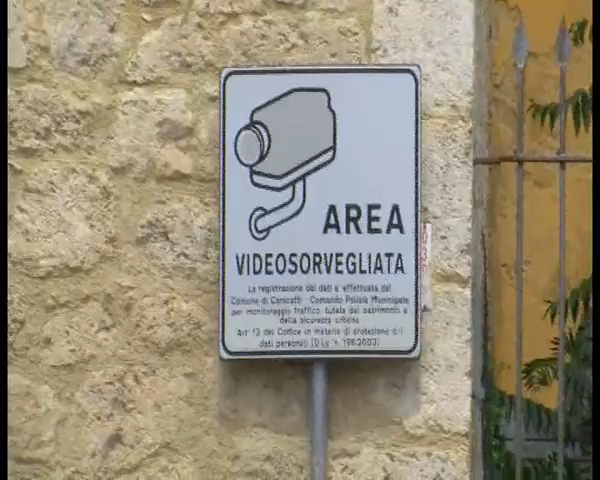 AREA
VIDEOSORVEGLIATA
La registrazione dei dati e' effettuata dal
Comune di Canicattì - Comando Polizia Municipale
per monitoraggio traffico, tutela del patrimonio e
della sicurezza urbana
Art. 13 del Codice in materia di protezione dei
dati personali (D.Lg. n. 196/2003)